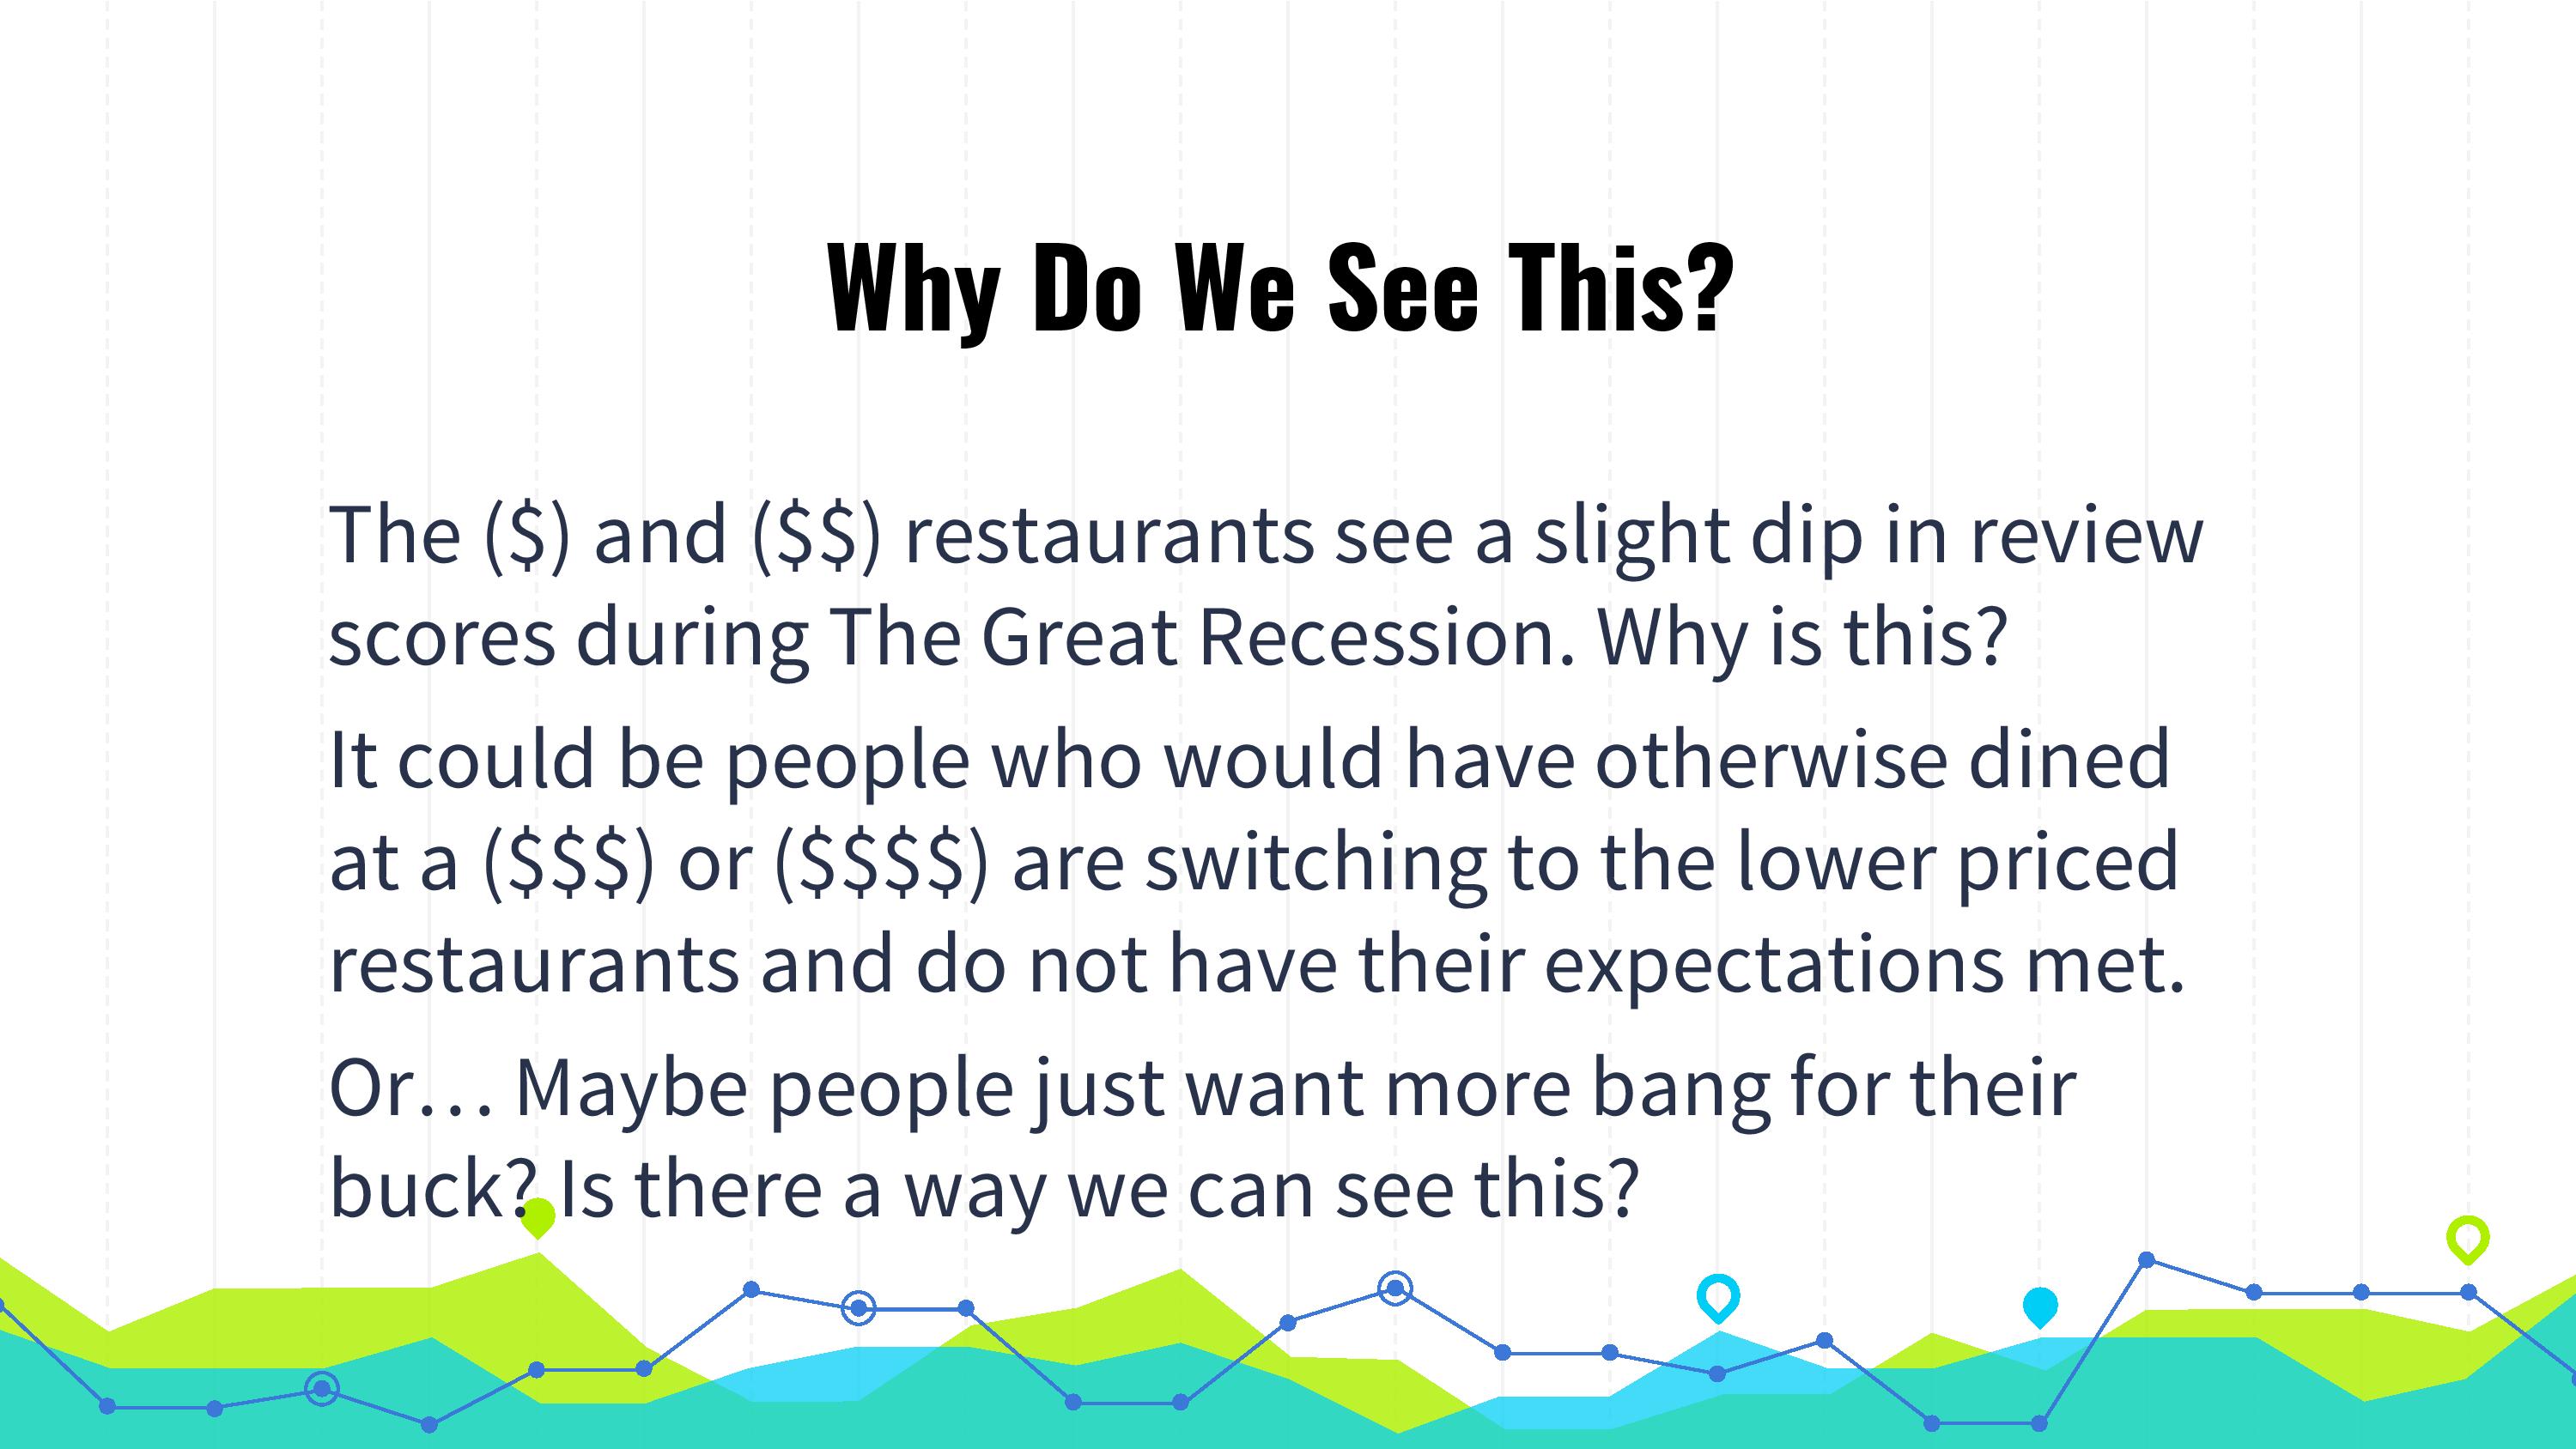 Why Do We See This?
The ($) and ($$) restaurants see a slight dip in review
scores during The Great Recession. Why is this?
It could be people who would have otherwise dined
at a ($$$) or ($$$$) are switching to the lower priced
restaurants and do not have their expectations met.
Or… Maybe people just want more bang for their
buck? Is there a way we can see this?